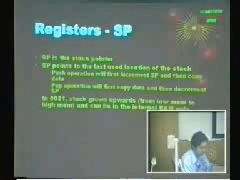 Registers - SP
SP is the stack pointer
SP points to the last used location of the stack
Push operation will first increment SP and then copy data
Pop operation will first copy data and then decrement SP
In 8051, stack grows upwards (from low mem to high mem) and can be in the internal RAM only